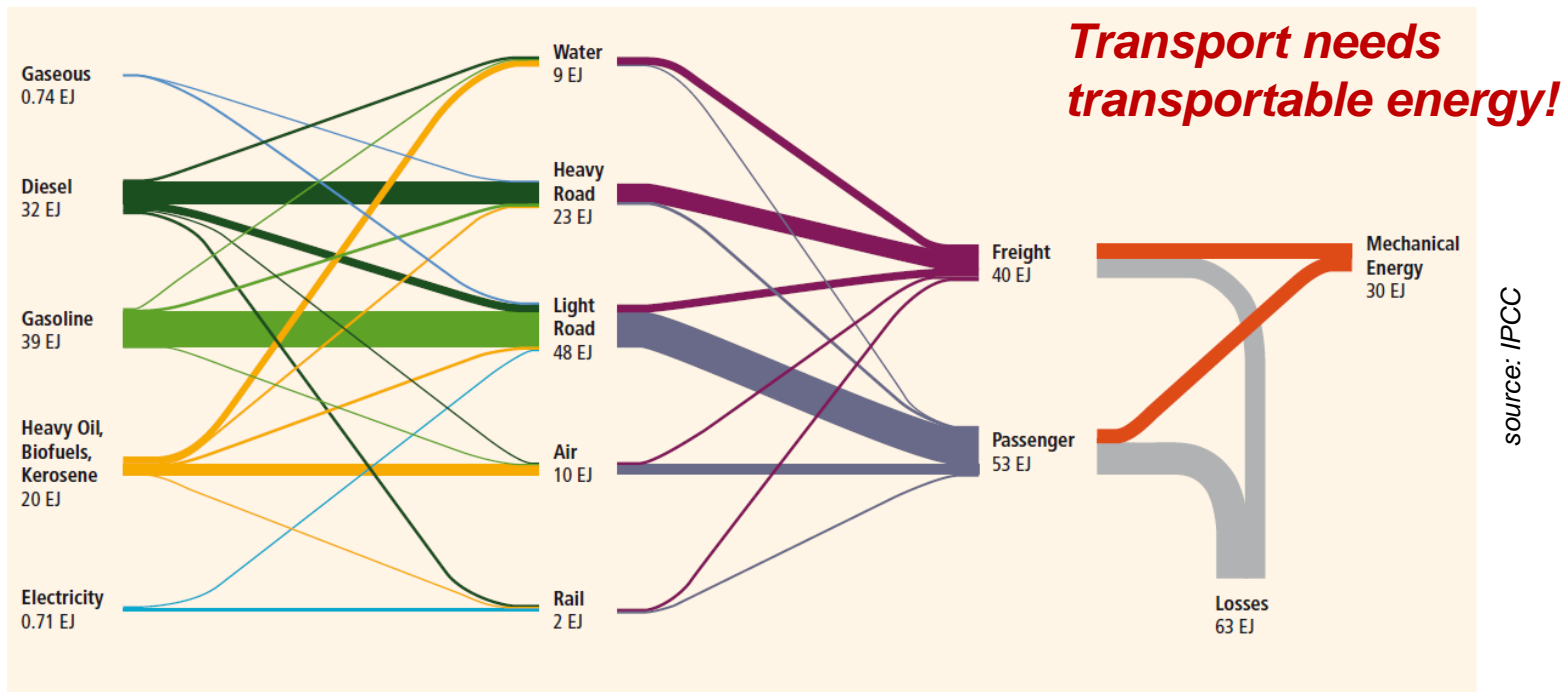 Transport needs
transportable energy!
Gaseous
0.74 EJ
Diesel
32 EJ
Gasoline
39 EJ
Heavy Oil,
Biofuels,
Kerosene
20 EJ
Electricity
0.71 EJ
Water
9 EJ
Heavy
Road
23 EJ
Light
Road
48 EJ
Air
10 EJ
Rail
2 EJ
Freight
40 EJ
Passenger
53 EJ
Mechanical
Energy
30 EJ
Losses
63 EJ
source: IPCC